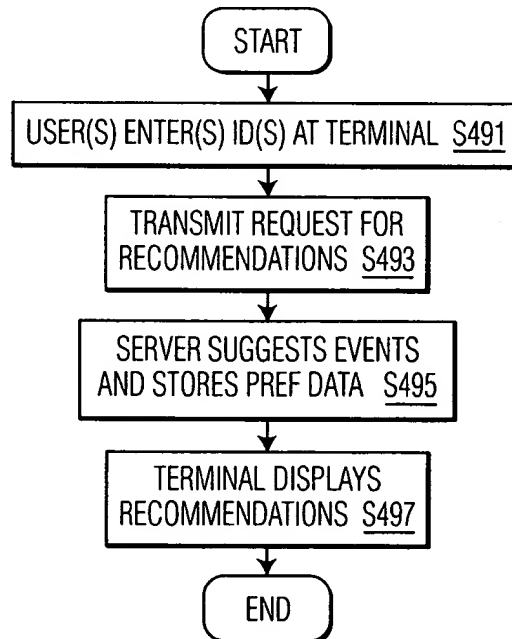 START
USER(S) ENTER(S) ID(S) AT TERMINAL S491
TRANSMIT REQUEST FOR
RECOMMENDATIONS S493
SERVER SUGGESTS EVENTS
AND STORES PREF DATA S495
TERMINAL DISPLAYS
RECOMMENDATIONS S497
END